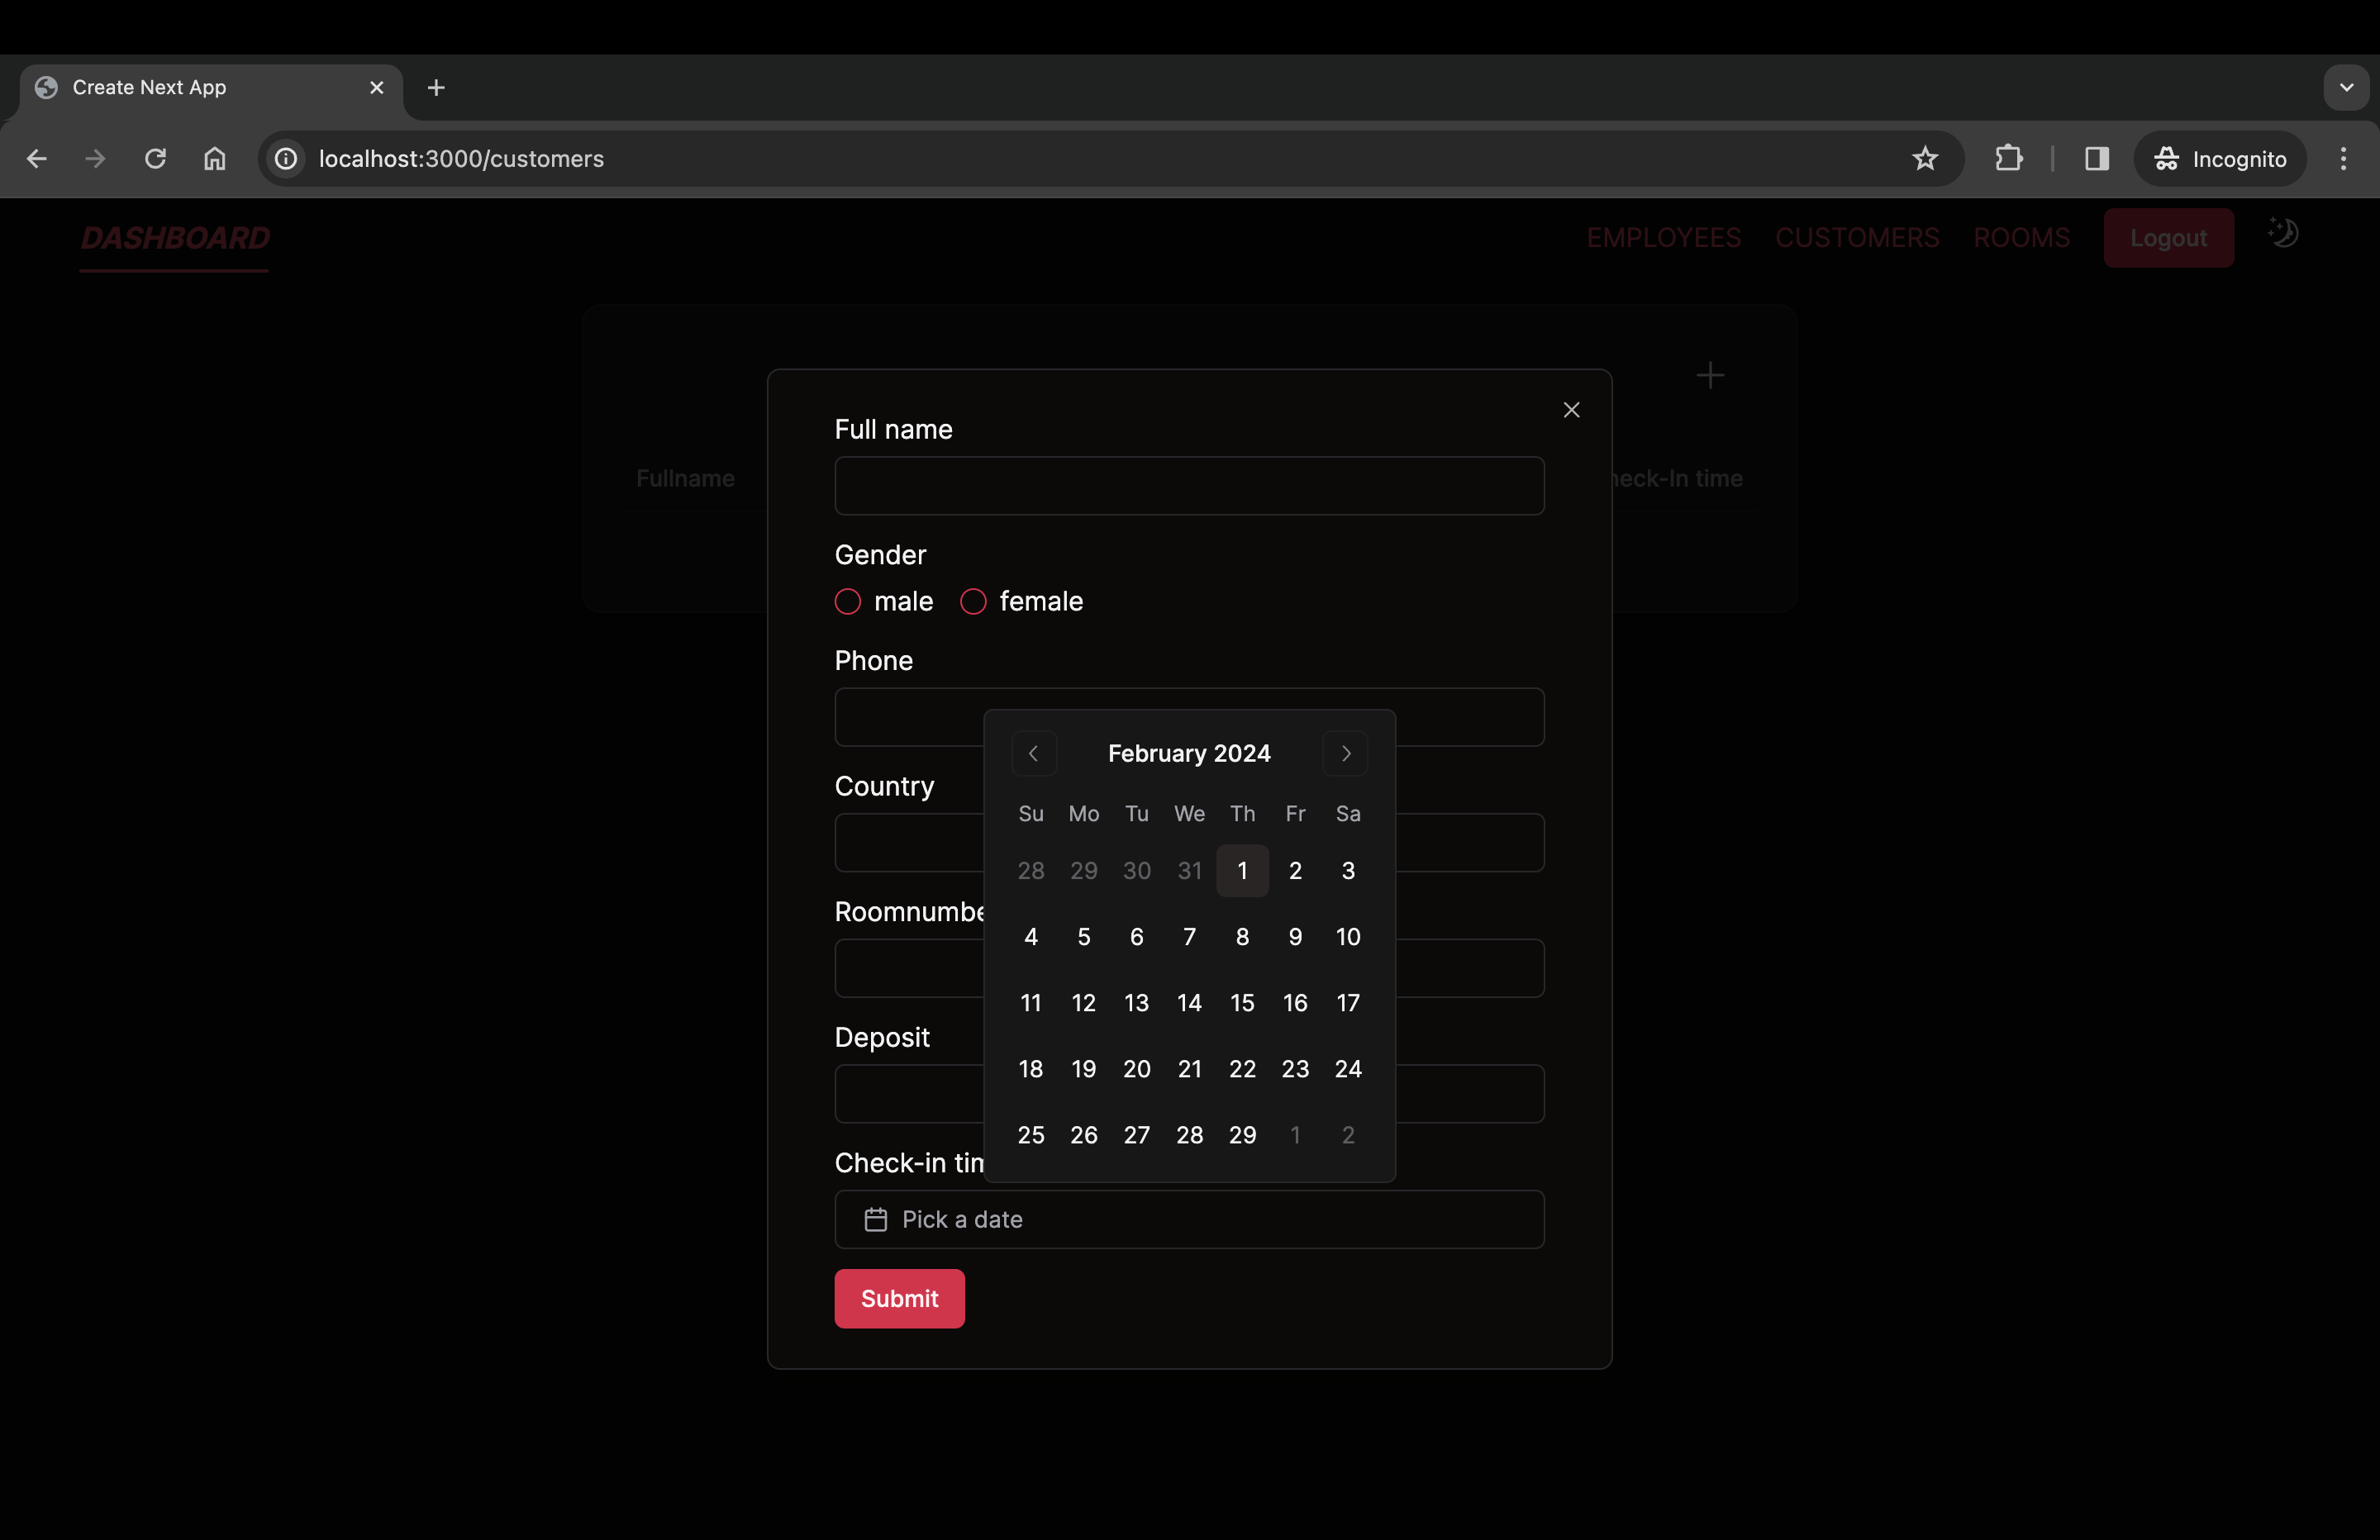 Create Next App
localhost:3000/customers
Incognito
DASHBOARD
EMPLOYEES CUSTOMERS ROOMS Logout
Full name
Fullname
heck-In time
Gender
male female
Phone
February 2024
Country
Su Mo Tu We Th Fr Sa
28 29 30 31 1 2 3
Roomnumbe
4 5 6 7 8 9 10
11 12 13 14 15 16 17
Deposit
18 19 20 21 22 23 24
25 26 27 28 29 1 2
Check-in tim
Pick a date
Submit